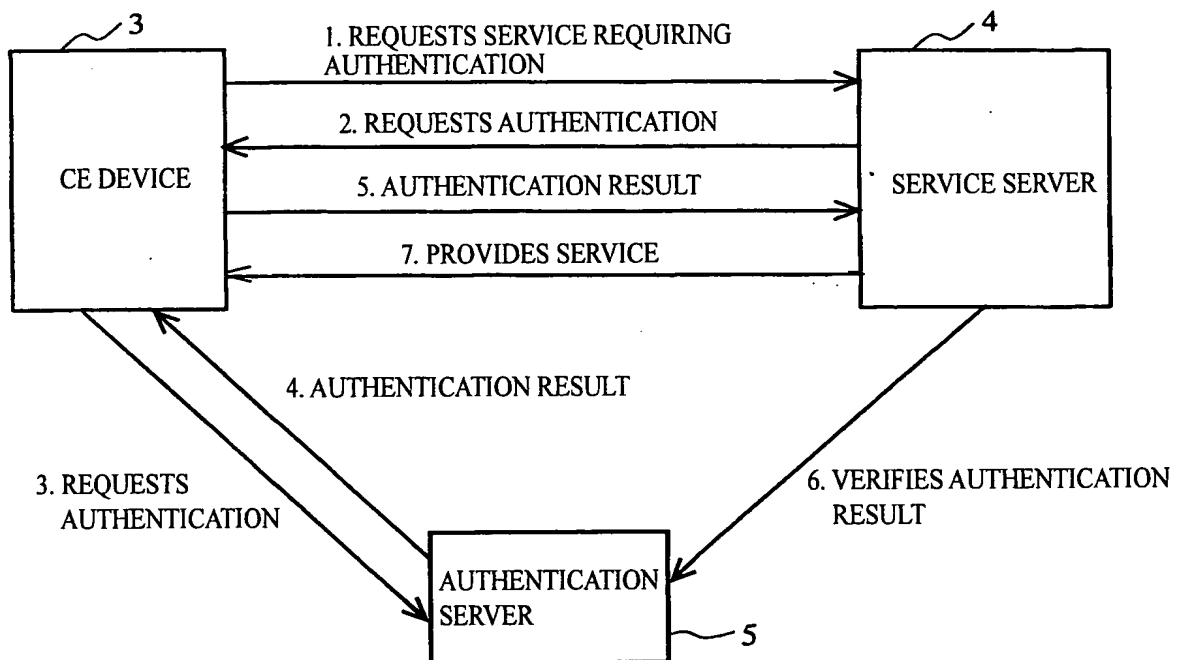 3
4
1. REQUESTS SERVICE REQUIRING
AUTHENTICATION
2. REQUESTS AUTHENTICATION
CE DEVICE
5. AUTHENTICATION RESULT
SERVICE SERVER
7. PROVIDES SERVICE
4. AUTHENTICATION RESULT
3. REQUESTS
AUTHENTICATION
6. VERIFIES AUTHENTICATION
RESULT
AUTHENTICATION
SERVER
5